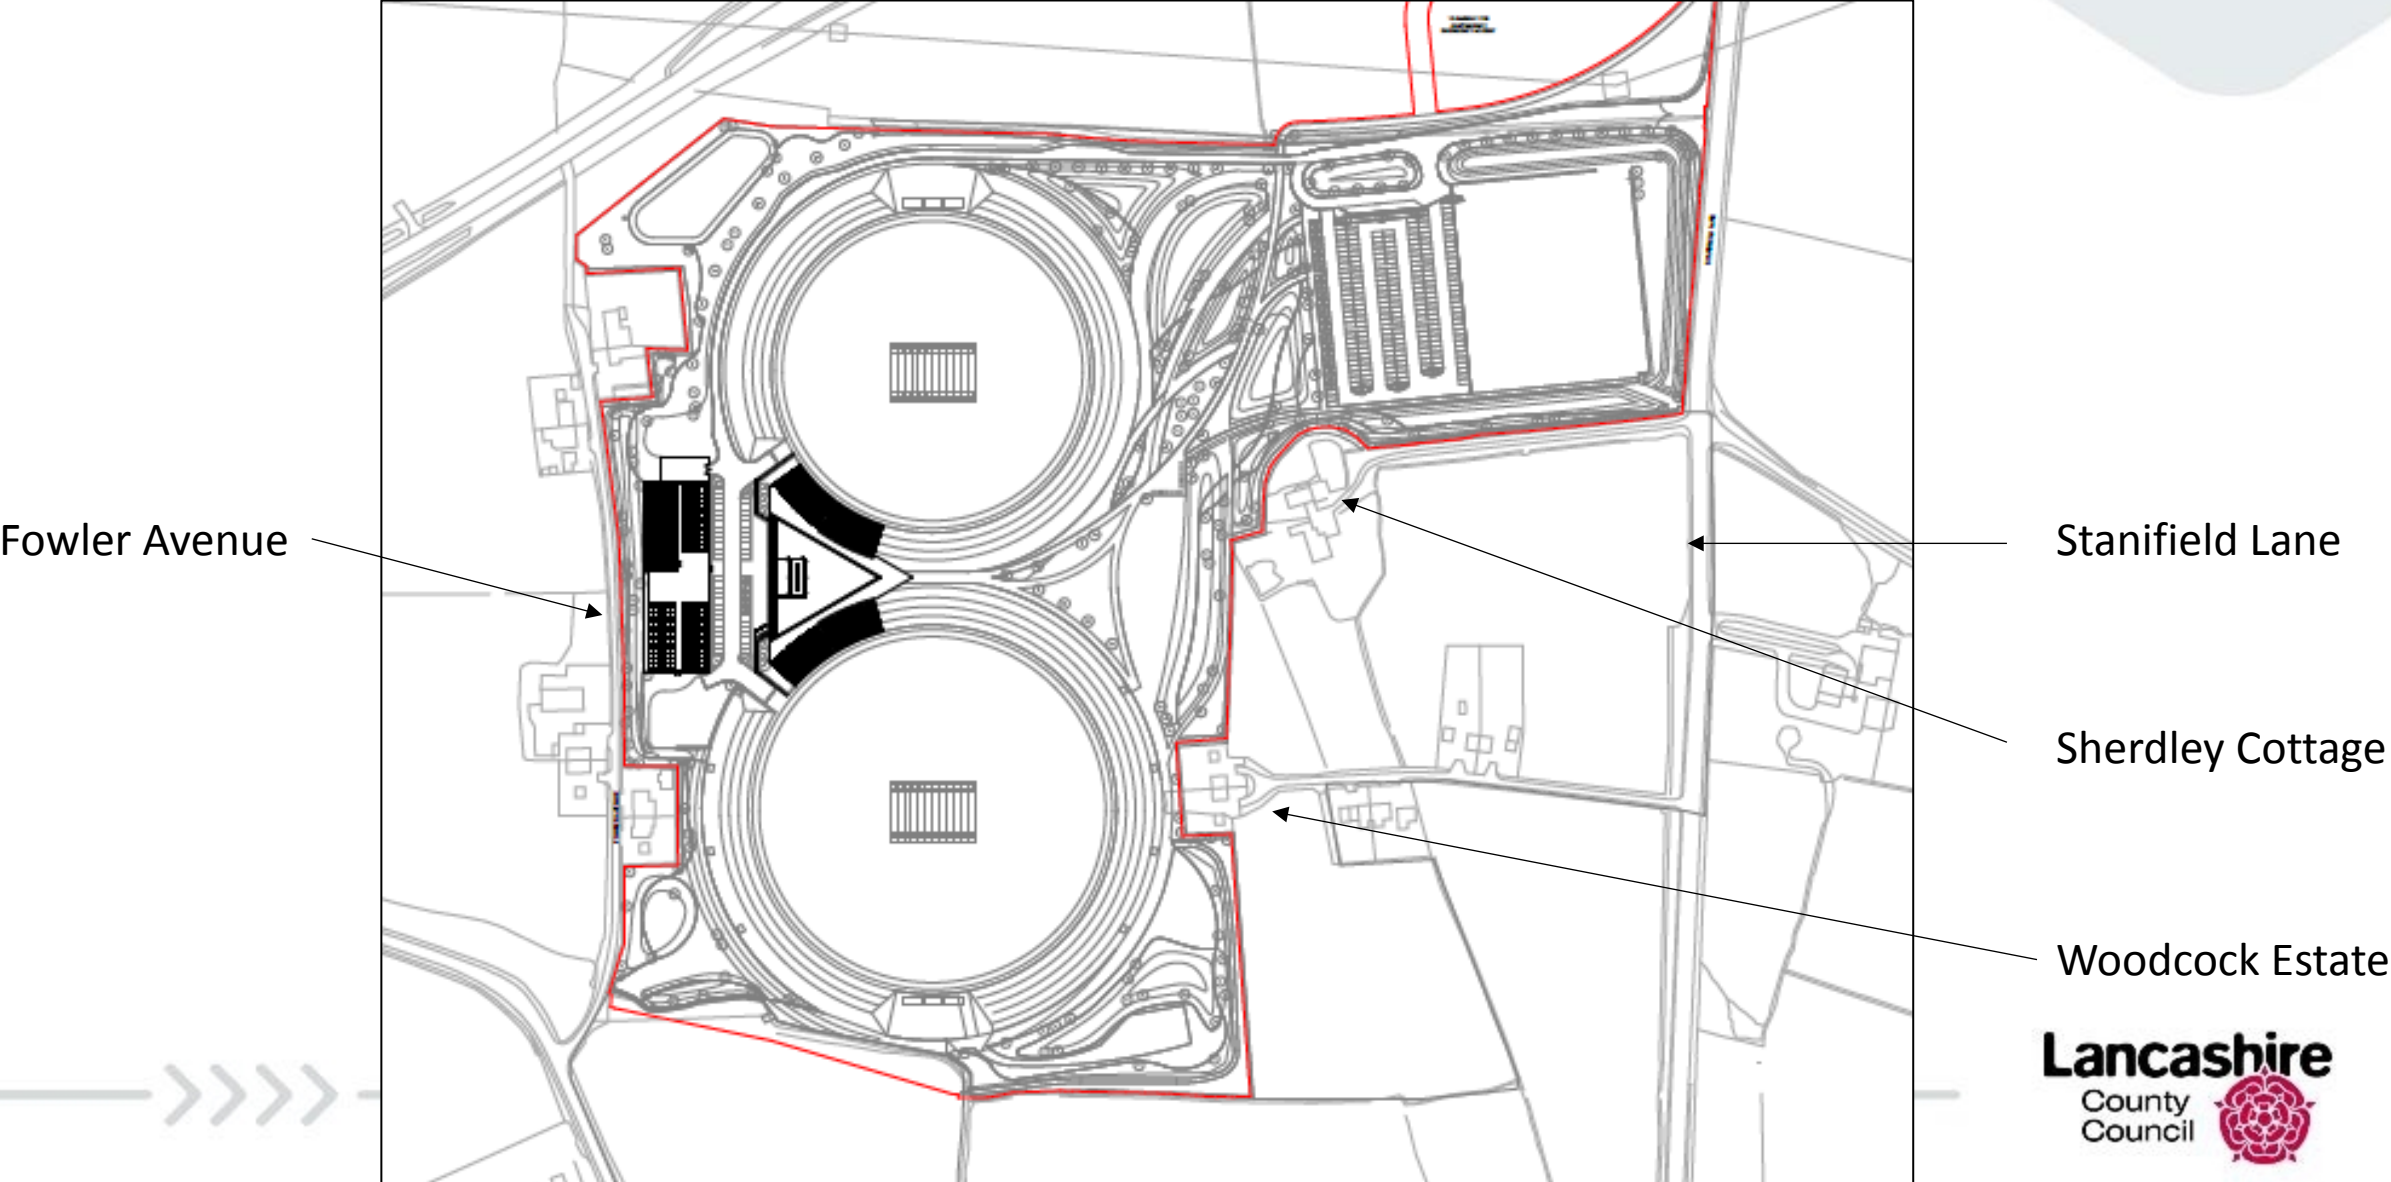 Fowler Avenue
Stanifield Lane
Sherdley Cottage
Woodcock Estate
Lancashire
County
Council